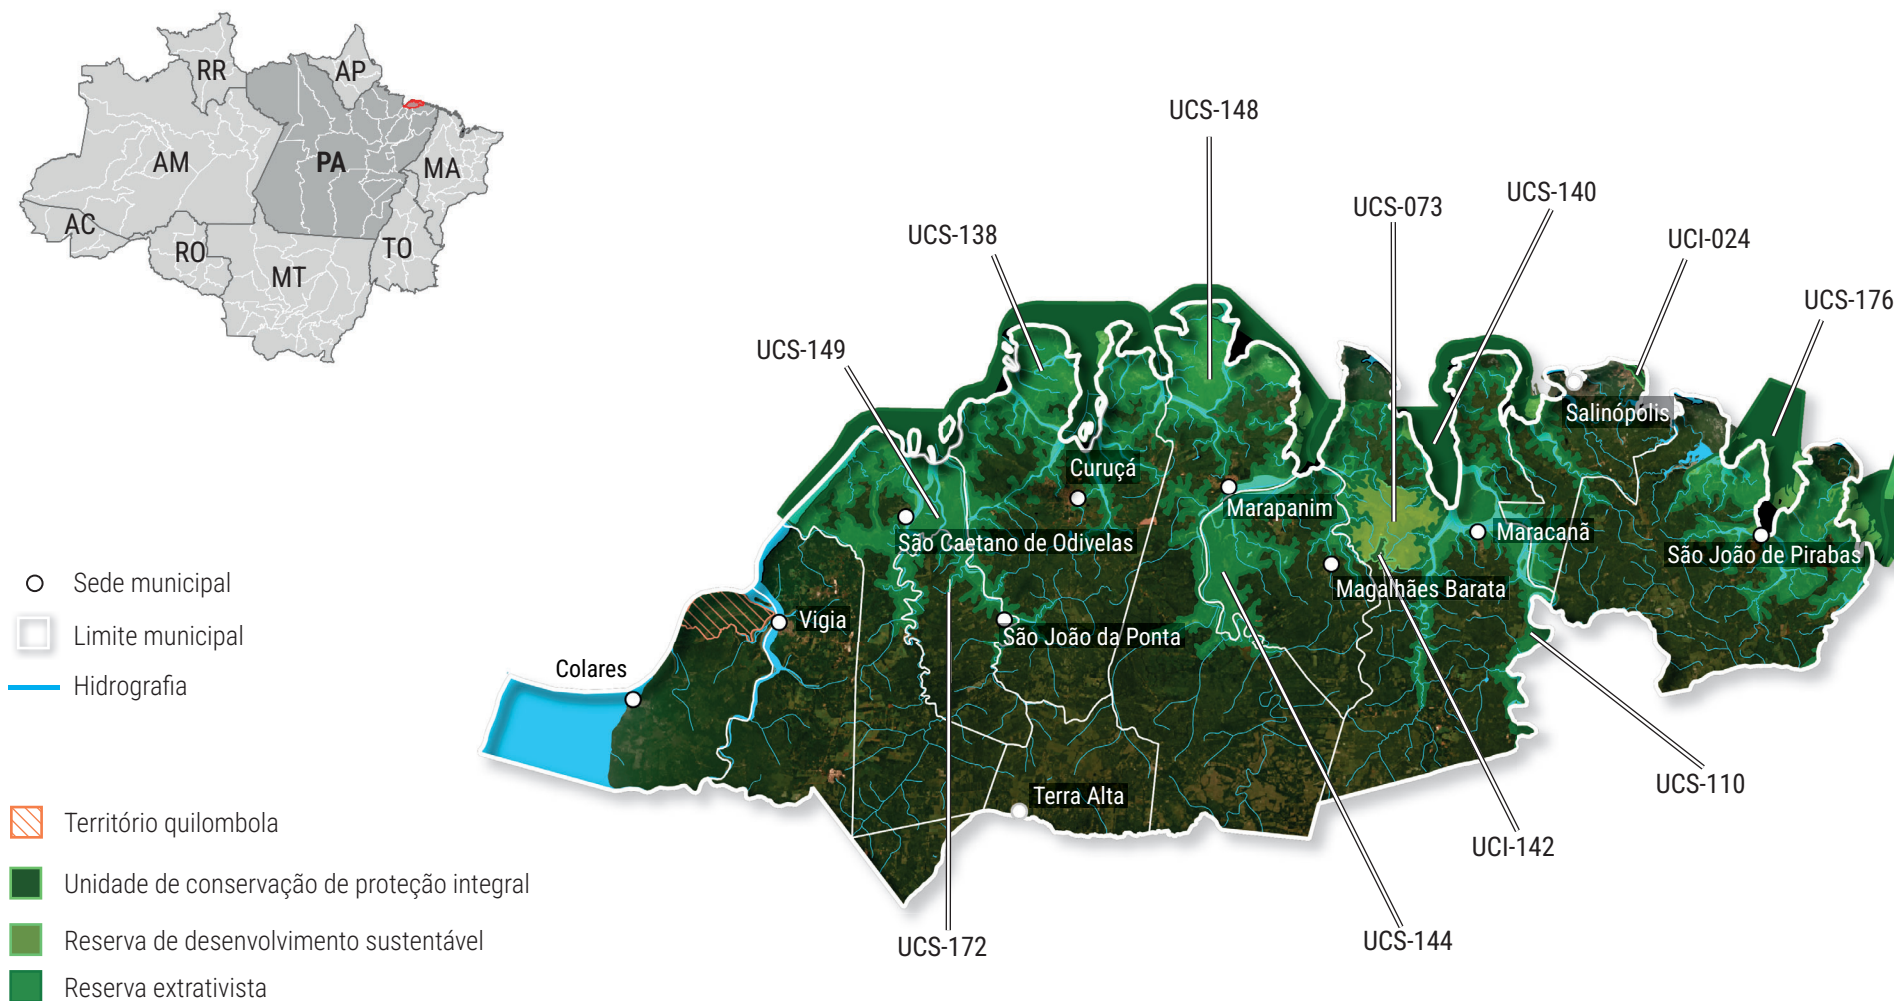 RR
AP
AM
PA
MA
AC
RO
TO
MT
UCS-148
UCS-140
UCS-073
UCS-138
UCI-024
UCS-176
UCS-149
Salinópolis
Curuçá
Marapanim
Maracanã
São Caetano de Odivelas
São João de Pirabas
Magalhães Barata
Vigia
São João da Ponta
Colares
Terra Alta
UCS-110
UCI-142
UCS-144
UCS-172
Sede municipal
Limite municipal
Hidrografia
Território quilombola
Unidade de conservação de proteção integral
Reserva de desenvolvimento sustentável
Reserva extrativista